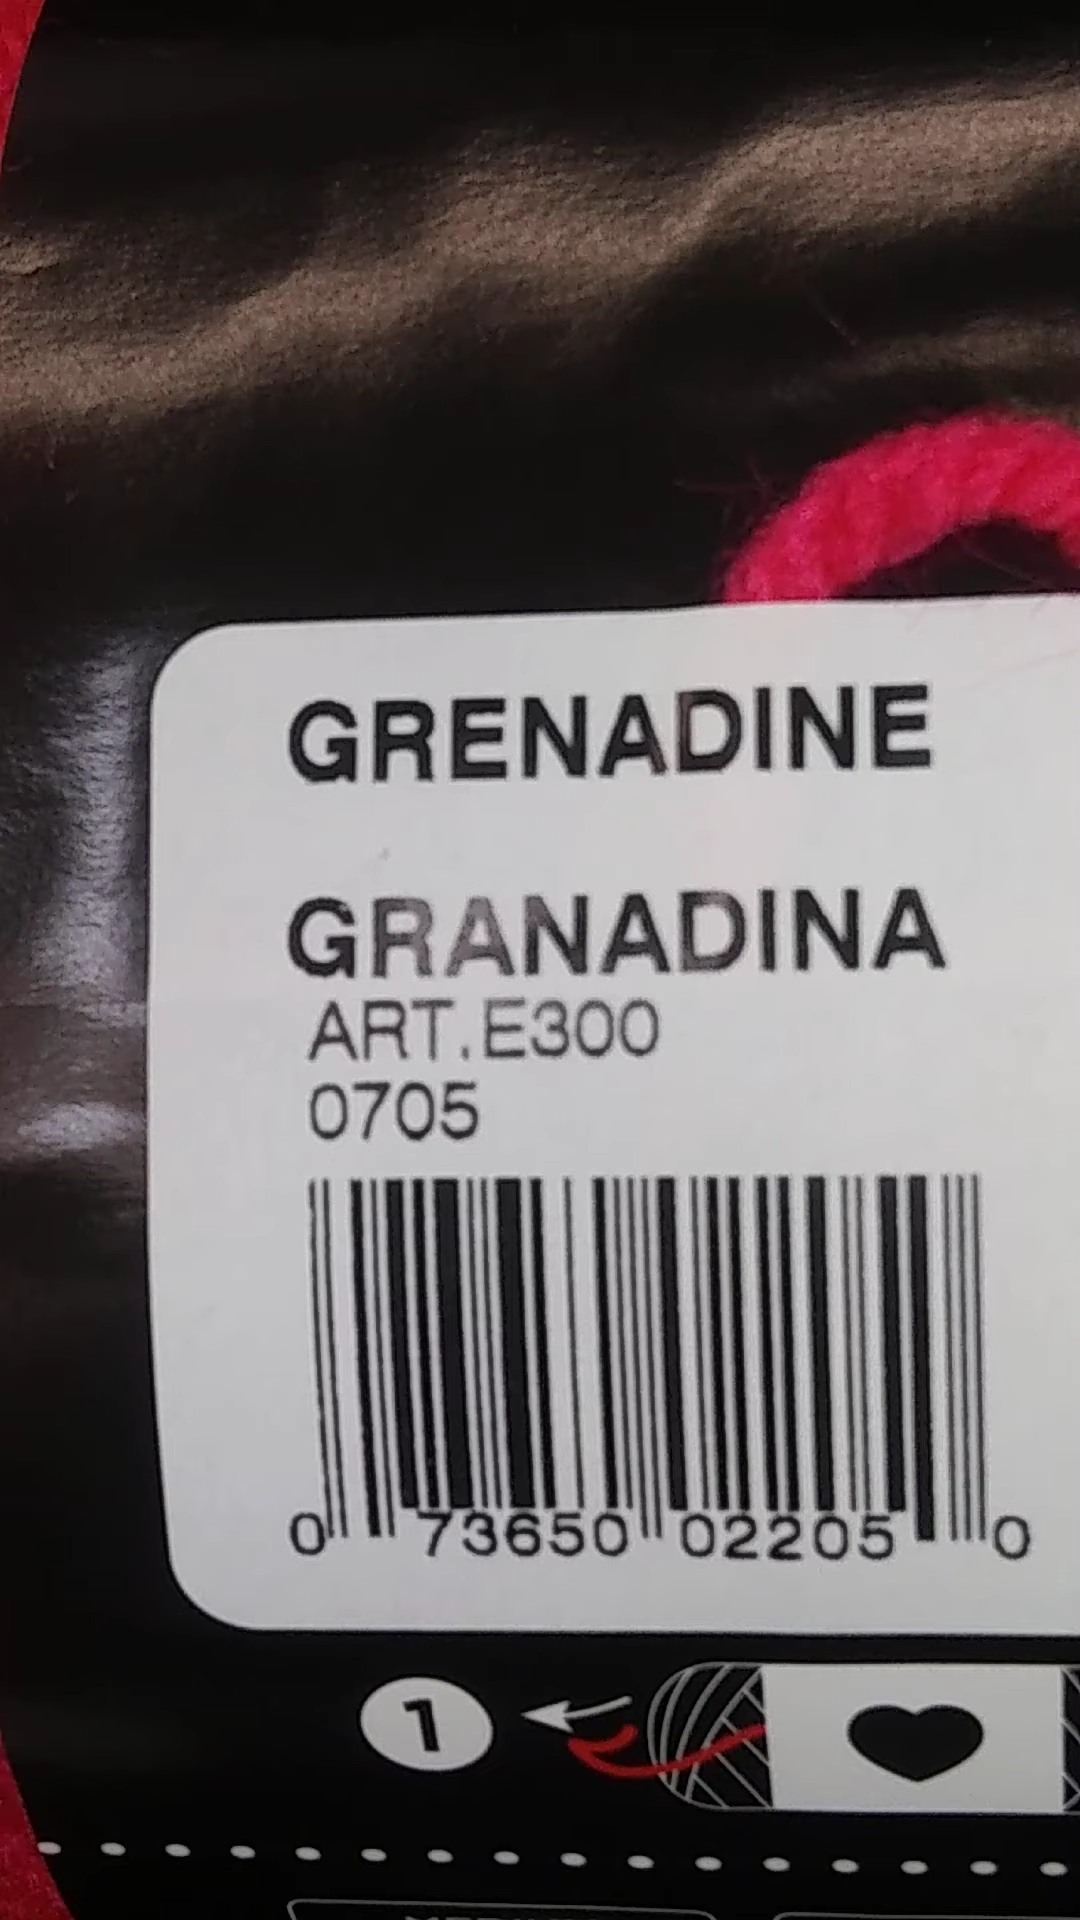 GRENADINE
GRANADINA
ART.E300
0705
0 73650 02205 0
1